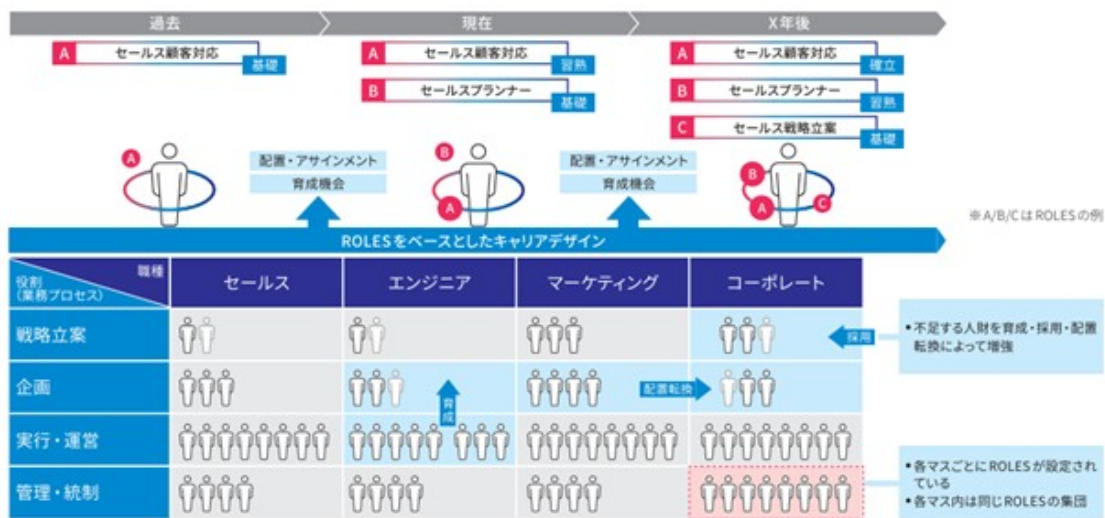 過去 現在 X年後
A セールス顧客対応 基礎
A セールス顧客対応 習熟
B セールスプランナー 基礎
A セールス顧客対応 確立
B セールスプランナー 習熟
C セールス戦略立案 基礎
A
配置・アサインメント
育成機会
B
A
配置・アサインメント
育成機会
B
A
C
※A/B/CはROLESの例
ROLESをベースとしたキャリアデザイン
職種
役割
(業務プロセス)
セールス エンジニア マーケティング コーポレート
戦略立案
採用
•不足する人財を育成・採用・配置
転換によって増強
企画
育成
配置転換
実行・運営
管理・統制
•各マスごとにROLESが設定され
ている
•各マス内は同じROLESの集団